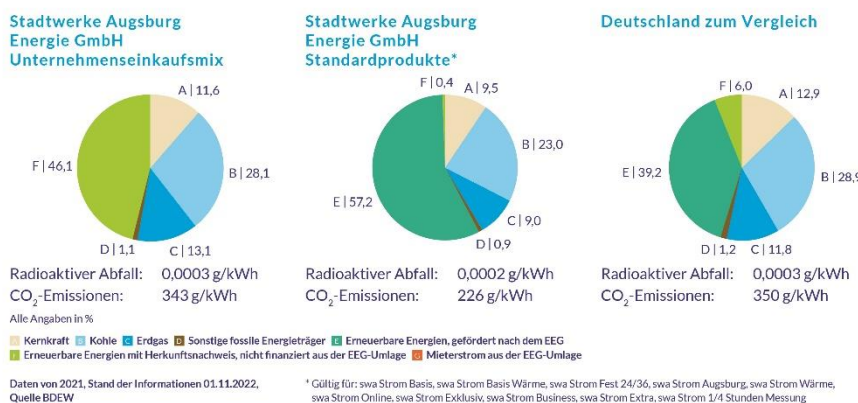 Stadtwerke Augsburg
Energie GmbH
Unternehmenseinkaufsmix
A | 11,6
B | 28,1
C | 13,1
D | 1,1
F | 46,1
Radioaktiver Abfall: 0,0003 g/kWh
CO₂-Emissionen: 343 g/kWh
Stadtwerke Augsburg
Energie GmbH
Standardprodukte*
F | 0,4
A | 9,5
B | 23,0
C | 9,0
D | 0,9
E | 57,2
Radioaktiver Abfall: 0,0002 g/kWh
CO₂-Emissionen: 226 g/kWh
Deutschland zum Vergleich
F | 6,0
A | 12,9
B | 28,9
C | 11,8
D | 1,2
E | 39,2
Radioaktiver Abfall: 0,0003 g/kWh
CO₂-Emissionen: 350 g/kWh
Alle Angaben in %
A Kernkraft B Kohle C Erdgas D Sonstige fossile Energieträger E Erneuerbare Energien, gefördert nach dem EEG
F Erneuerbare Energien mit Herkunftsnachweis, nicht finanziert aus der EEG-Umlage G Mieterstrom aus der EEG-Umlage
Daten von 2021, Stand der Informationen 01.11.2022,
Quelle BDEW
* Gültig für: swa Strom Basis, swa Strom Basis Wärme, swa Strom Fest 24/36, swa Strom Augsburg, swa Strom Wärme,
swa Strom Online, swa Strom Exklusiv, swa Strom Business, swa Strom Extra, swa Strom 1/4 Stunden Messung